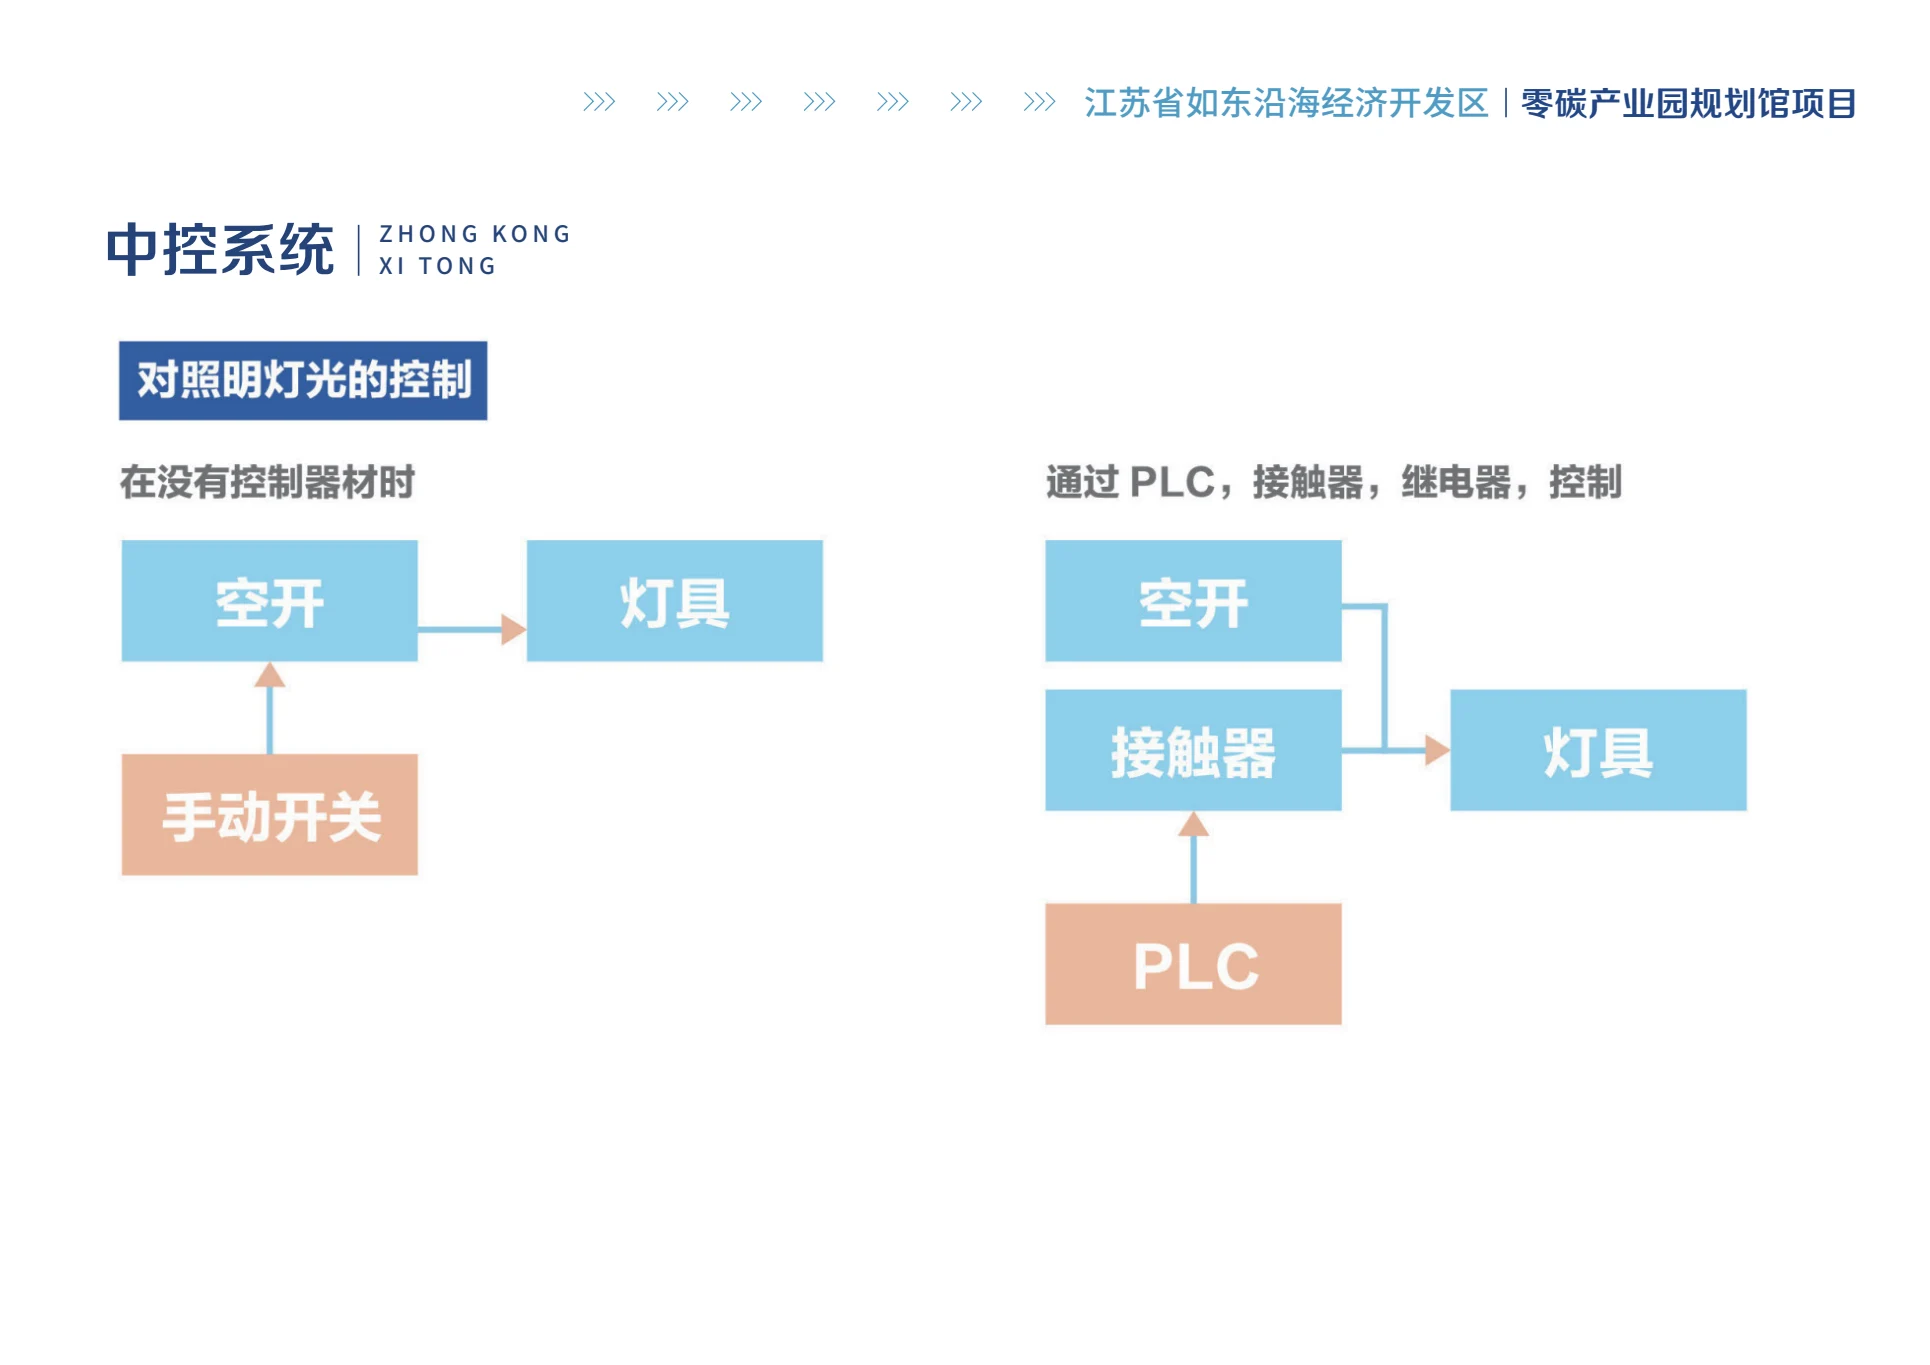 江苏省如东沿海经济开发区 | 零碳产业园规划馆项目
中控系统
ZHONG KONG
XI TONG
对照明灯光的控制
在没有控制器材时
空开
灯具
手动开关
通过 PLC，接触器，继电器，控制
空开
接触器
灯具
PLC